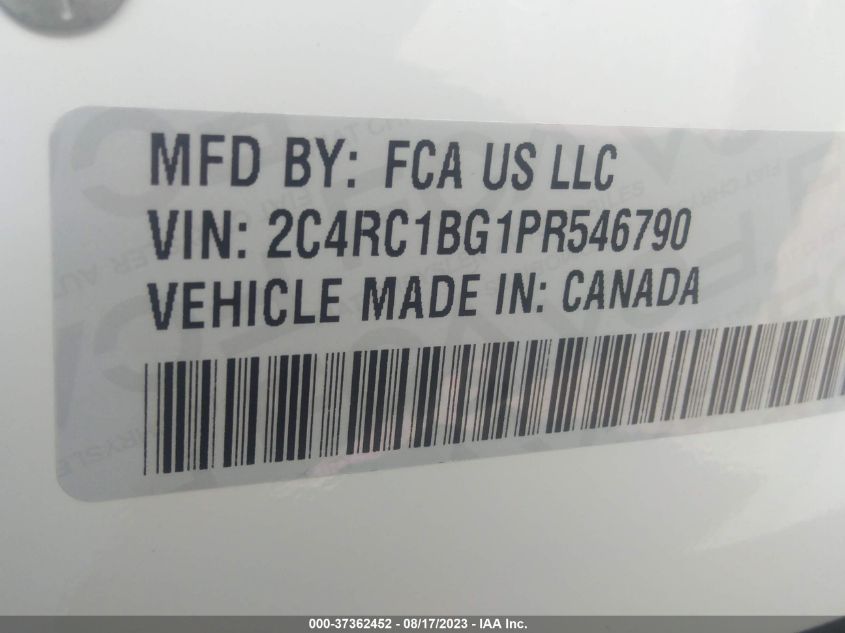 MFD BY: FCA US LLC
VIN: 2C4RC1BG1PR546790
VEHICLE MADE IN: CANADA
000-37362452 - 08/17/2023 - IAA Inc.